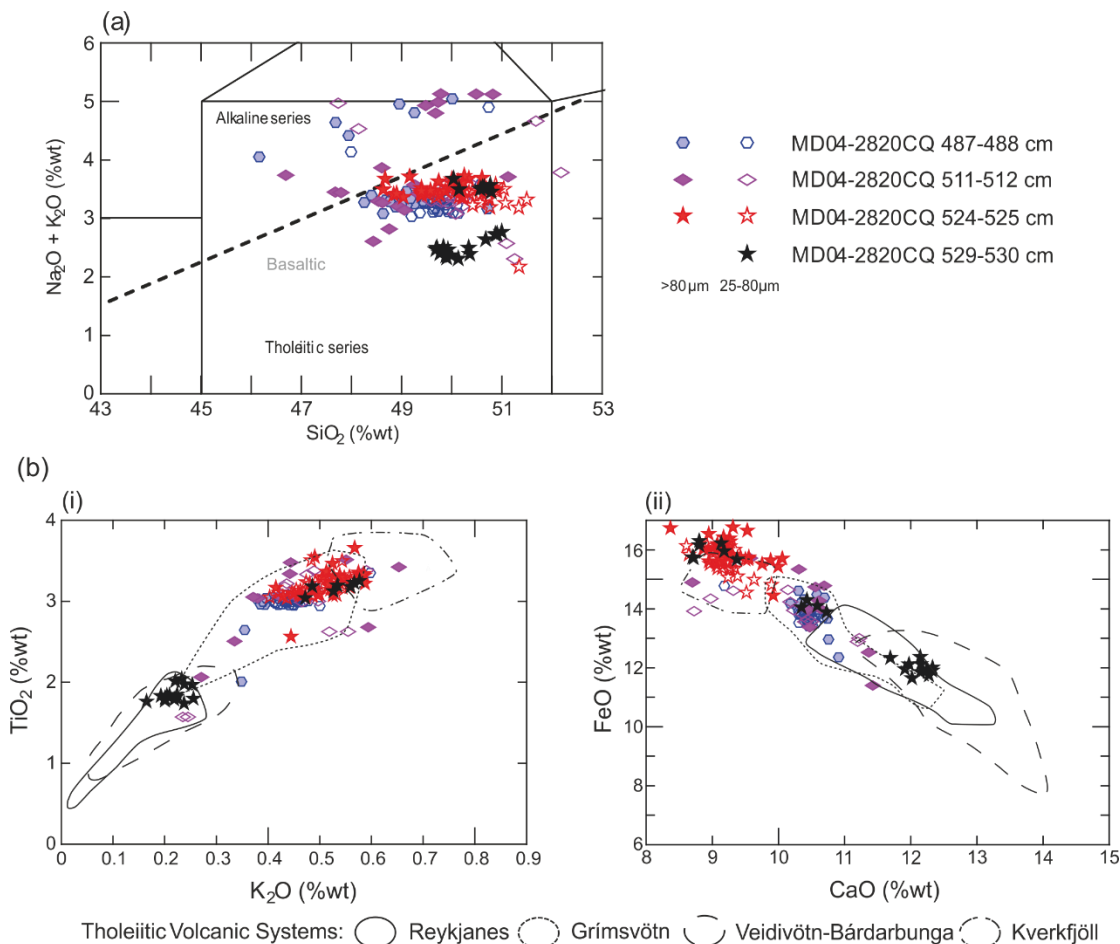 (a)
6
5
4
3
2
1
0
Na2O + K2O (%wt)
Alkaline series
Basaltic
Tholeiitic series
43 45 47 49 51 53
SiO2 (%wt)
MD04-2820CQ 487-488 cm
MD04-2820CQ 511-512 cm
MD04-2820CQ 524-525 cm
MD04-2820CQ 529-530 cm
>80µm 25-80µm
(b)
(i)
4
3
2
1
0
TiO2 (%wt)
0 0.1 0.2 0.3 0.4 0.5 0.6 0.7 0.8 0.9
K2O (%wt)
(ii)
16
14
12
10
8
6
FeO (%wt)
8 9 10 11 12 13 14 15
CaO (%wt)
Tholeiitic Volcanic Systems: Reykjanes Grímsvötn Veidivötn-Bárdarbunga Kverkfjöll